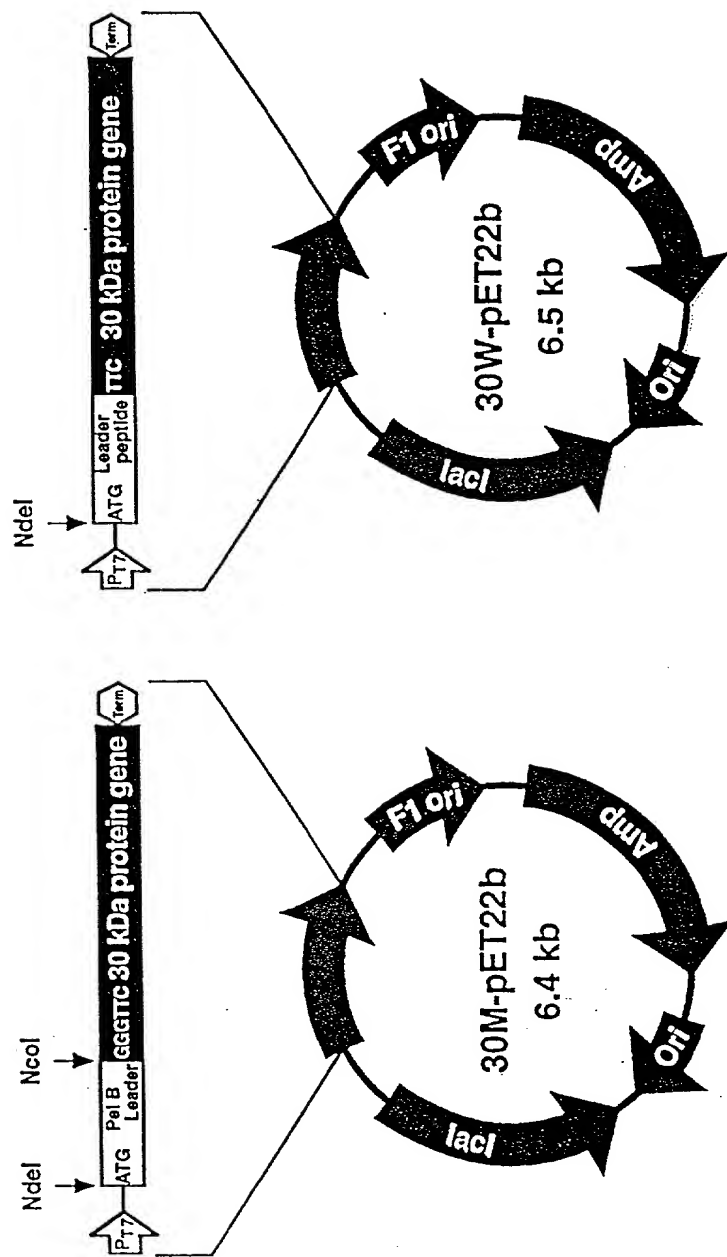 NdeI NcoI
PT7 ATG Pel B Leader GGGTTC 30 kDa protein gene Term
F1 ori
Amp
Ori
lacI
30M-pET22b
6.4 kb
NdeI
PT7 ATG Leader peptide TTC 30 kDa protein gene Term
F1 ori
Amp
Ori
lacI
30W-pET22b
6.5 kb